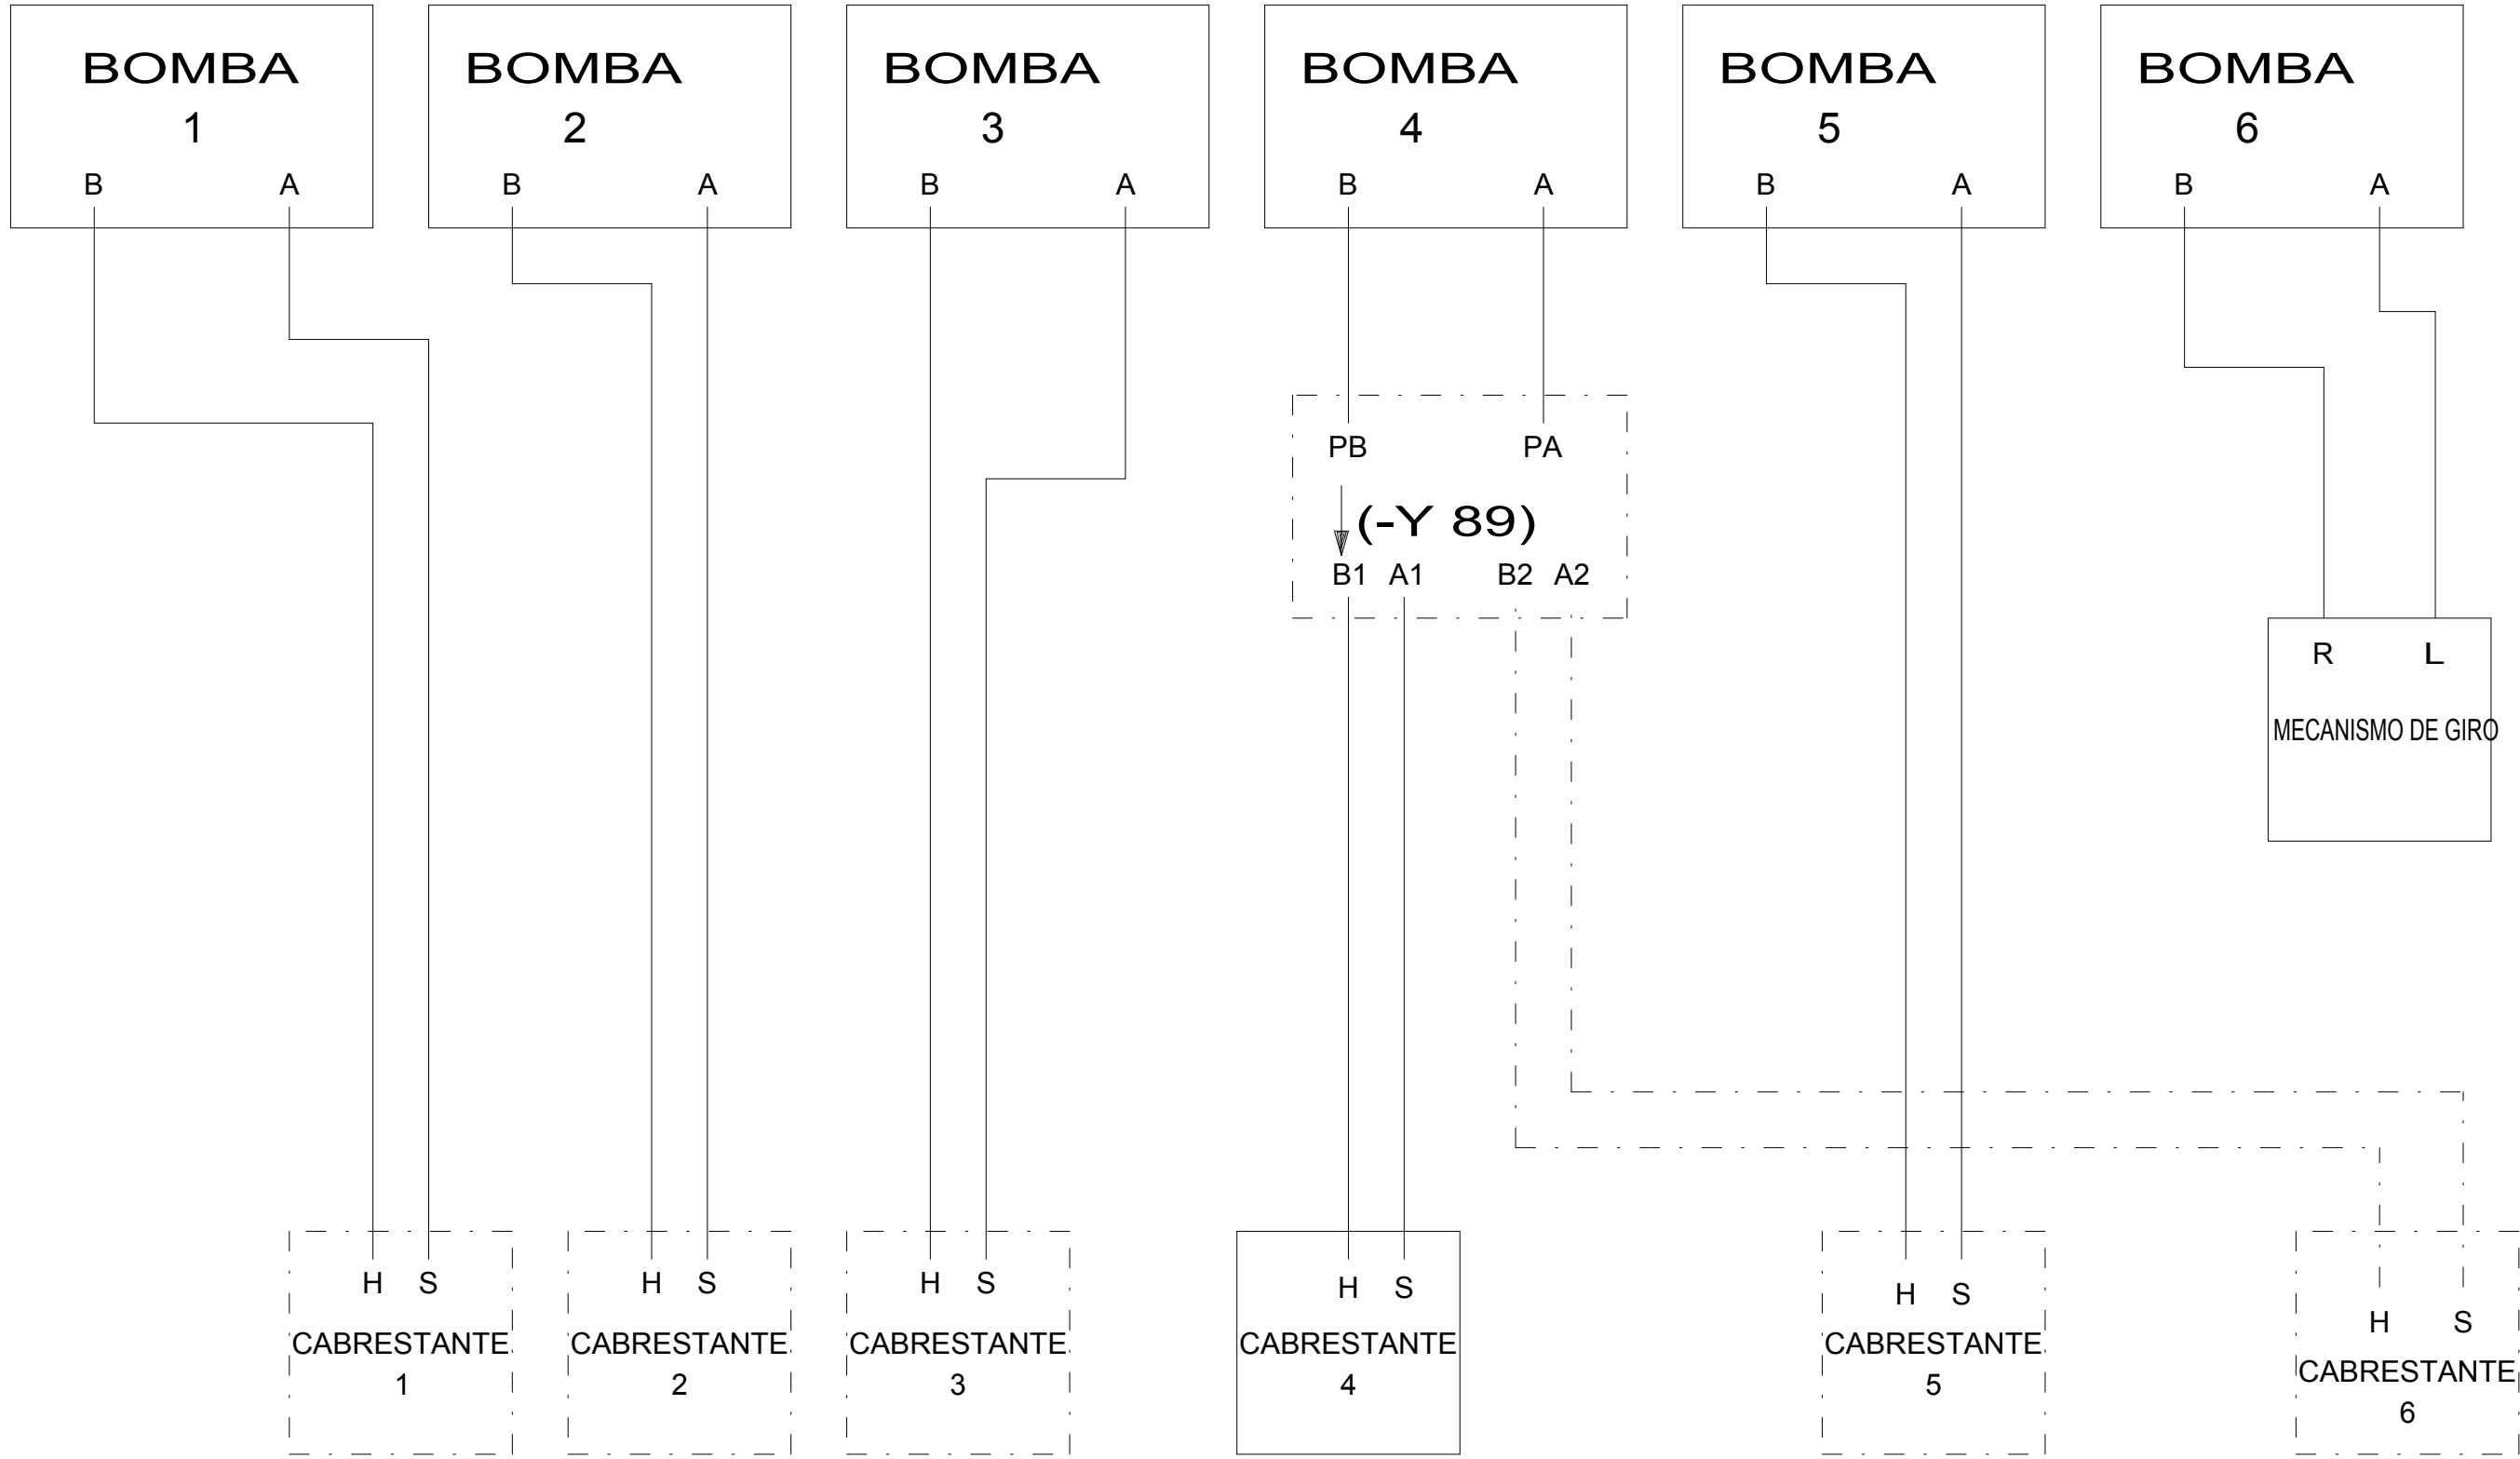 BOMBA
1
B A
BOMBA
2
B A
BOMBA
3
B A
BOMBA
4
B A
BOMBA
5
B A
BOMBA
6
B A
PB PA
(-Y 89)
B1 A1 B2 A2
R L
MECANISMO DE GIRO
H S
CABRESTANTE
1
H S
CABRESTANTE
2
H S
CABRESTANTE
3
H S
CABRESTANTE
4
H S
CABRESTANTE
5
H S
CABRESTANTE
6